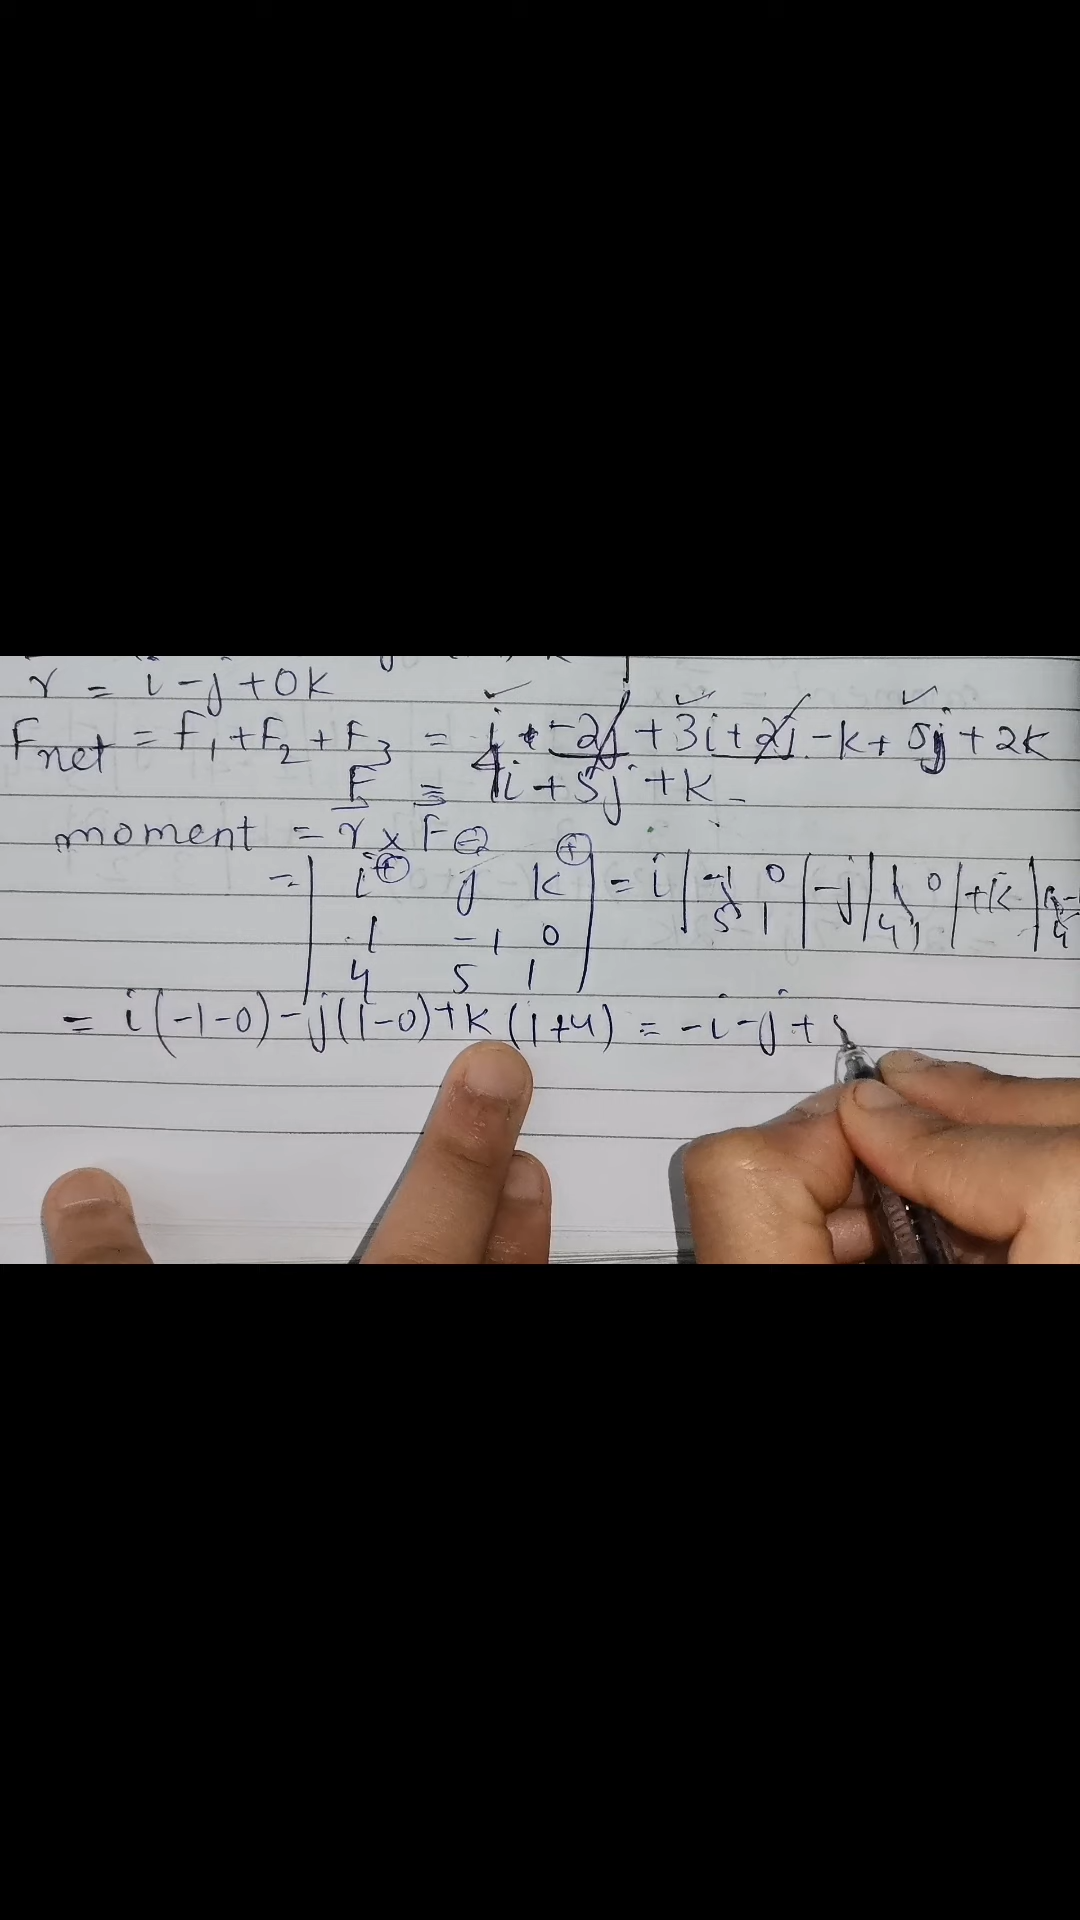 r = i - j + 0k
Fnet = F₁ + F₂ + F₃ = i + -2j + 3i + 2j - k + 5j + 2k
F = 4i + 5j + k
moment = r × F
= | i j k | = i | -1 0 | - j | 1 0 | + k |
1 -1 0 5 1 4 1 4
4 5 1
= i(-1-0) - j(1-0) + k(1+4) = -i - j +